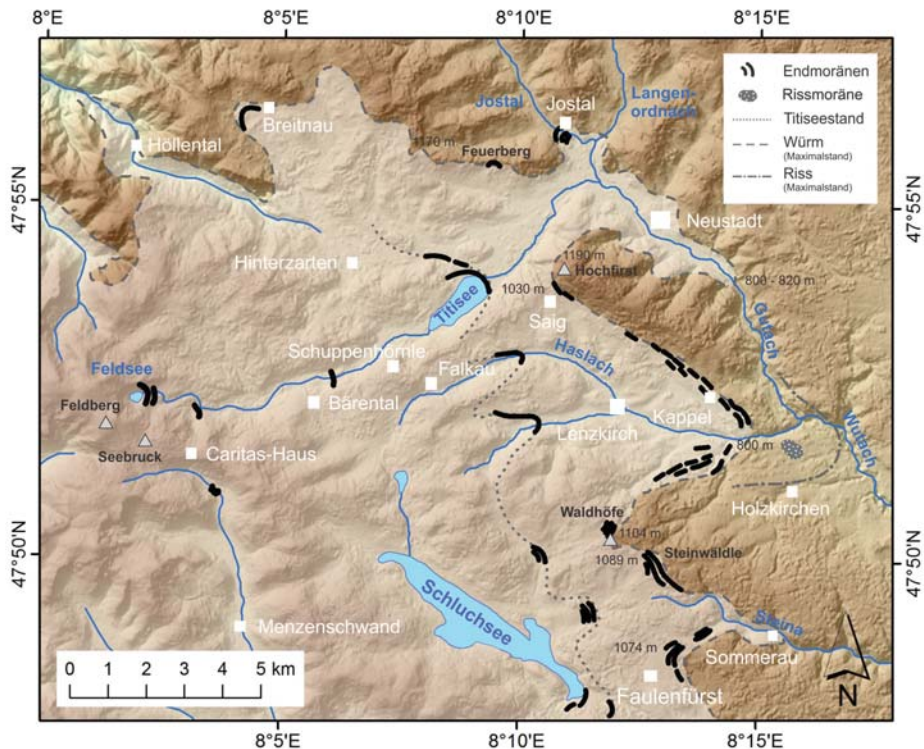 8°E
8°5'E
8°10'E
8°15'E
Endmoränen
Rissmoräne
Titiseestand
Würm
(Maximalstand)
Riss
(Maximalstand)
Jostal
Jostal
Langen-
ordnach
Breitnau
Höllental
1170 m
Feuerberg
47°55'N
47°55'N
Neustadt
Hinterzarten
1190 m
Hochfirst
1030 m
800 - 820 m
Titisee
Saig
Gutach
Schuppenhörnle
Haslach
Feldsee
Falkau
Feldberg
Bärental
Lenzkirch
Kappel
Wutach
Seebruck
Caritas-Haus
800 m
Holzkirchen
Waldhöfe
1104 m
47°50'N
47°50'N
1089 m
Steinwäldle
Schluchsee
Menzenschwand
Steina
1074 m
Sommerau
0 1 2 3 4 5 km
Faulenfürst
N
8°5'E
8°10'E
8°15'E